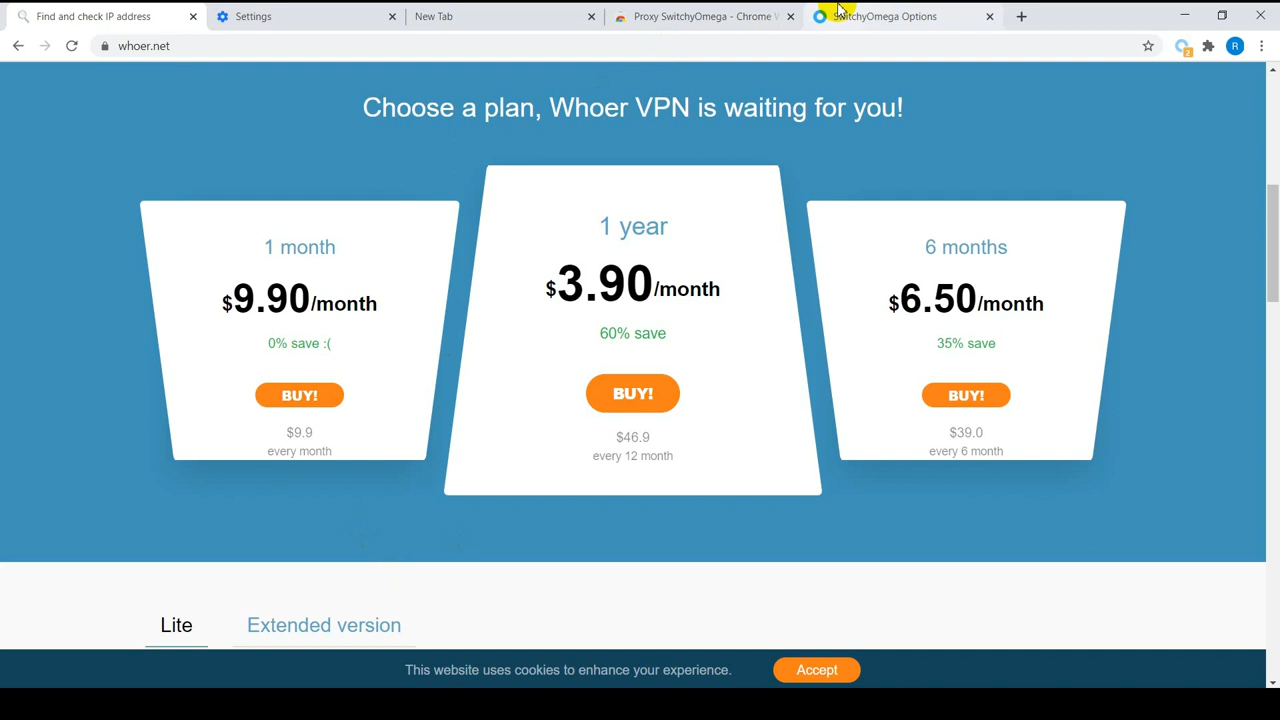 Find and check IP address
Settings
New Tab
Proxy SwitchyOmega - Chrome W
SwitchyOmega Options
whoer.net
2
R
Choose a plan, Whoer VPN is waiting for you!
1 month
$9.90/month
0% save :(
BUY!
$9.9
every month
1 year
$3.90/month
60% save
BUY!
$46.9
every 12 month
6 months
$6.50/month
35% save
BUY!
$39.0
every 6 month
Lite
Extended version
This website uses cookies to enhance your experience.
Accept